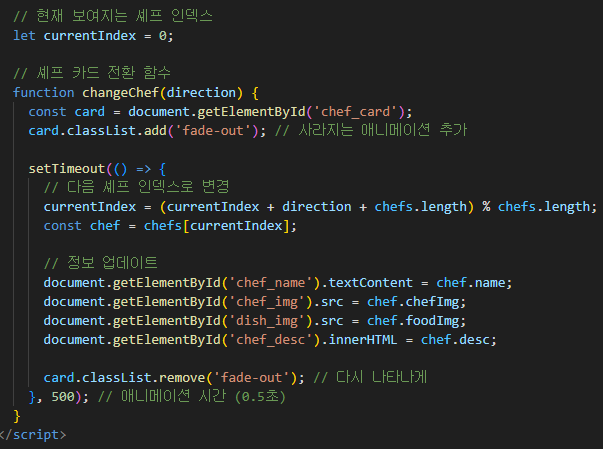 // 현재 보여지는 셰프 인덱스
let currentIndex = 0;
// 셰프 카드 전환 함수
function changeChef(direction) {
const card = document.getElementById('chef_card');
card.classList.add('fade-out'); // 사라지는 애니메이션 추가
setTimeout(() => {
// 다음 셰프 인덱스로 변경
currentIndex = (currentIndex + direction + chefs.length) % chefs.length;
const chef = chefs[currentIndex];
// 정보 업데이트
document.getElementById('chef_name').textContent = chef.name;
document.getElementById('chef_img').src = chef.chefImg;
document.getElementById('dish_img').src = chef.foodImg;
document.getElementById('chef_desc').innerHTML = chef.desc;
card.classList.remove('fade-out'); // 다시 나타나게
}, 500); // 애니메이션 시간 (0.5초)
}
</script>